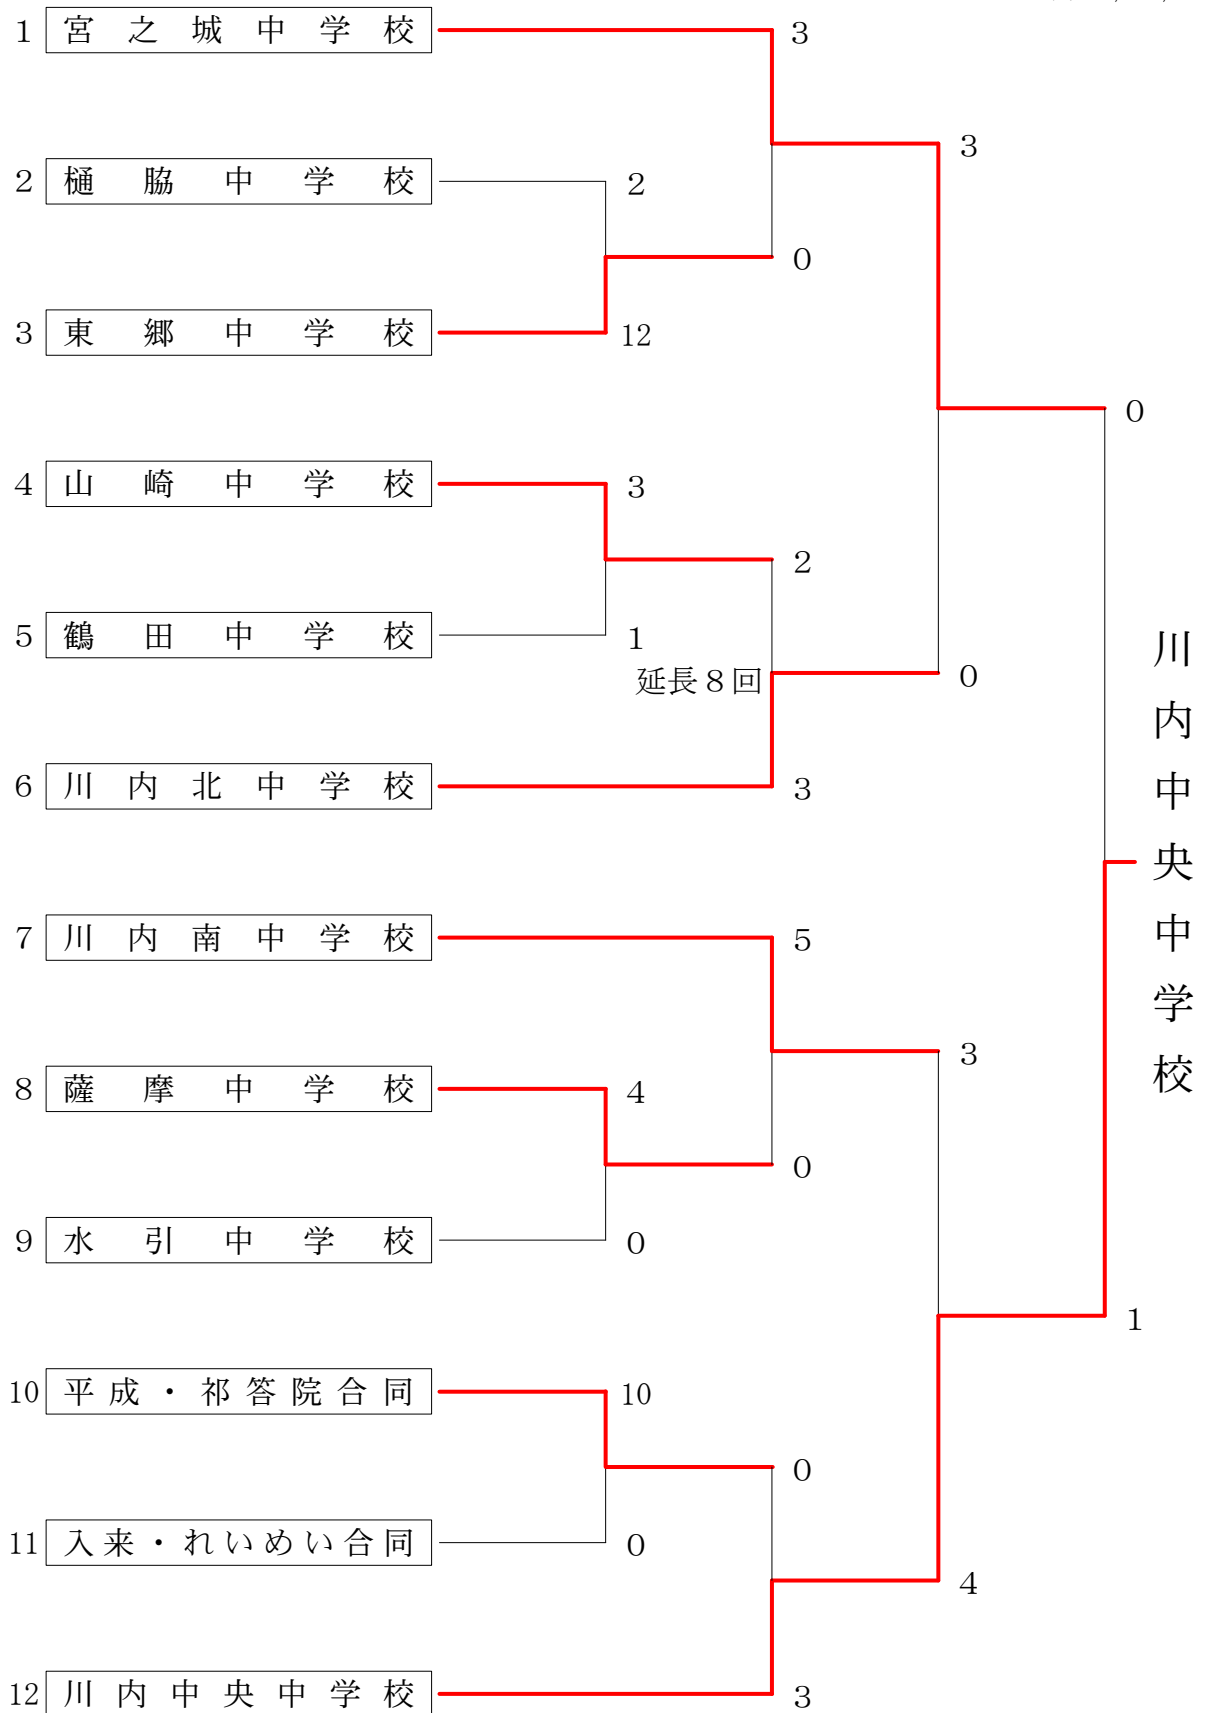 1 宮之城中学校 3
3
2 樋脇中学校 2
0
3 東郷中学校 12
0
4 山崎中学校 3
2
5 鶴田中学校 1
延長８回
0
6 川内北中学校 3
川内中央中学校
7 川内南中学校 5
3
8 薩摩中学校 4
0
9 水引中学校 0
1
10 平成・祁答院合同 10
0
11 入来・れいめい合同 0
4
12 川内中央中学校 3